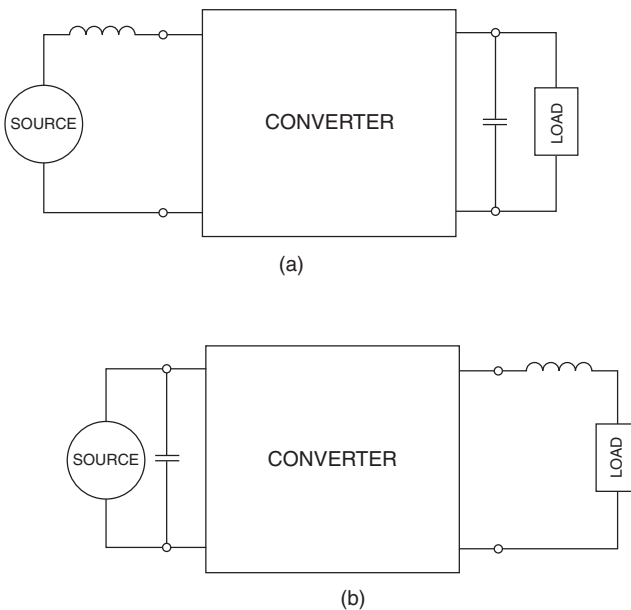 SOURCE
CONVERTER
LOAD
(a)
SOURCE
CONVERTER
LOAD
(b)